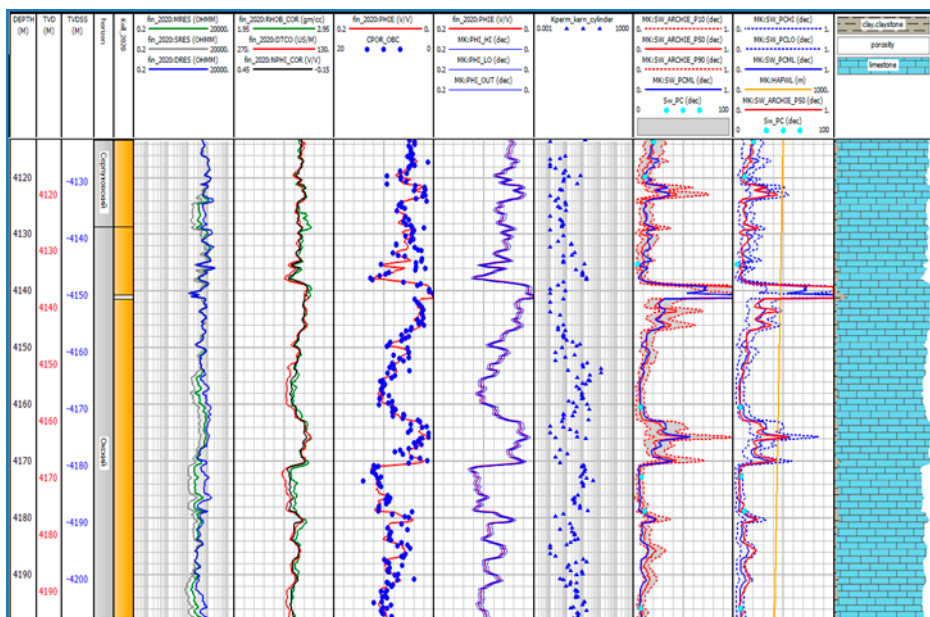 DEPTH (M)
TVD (M)
TVDSS (M)
horizon
Koll_2020
fin_2020:MRES (OHMM)
0.2 20000.
fin_2020:SRES (OHMM)
0.2 20000.
fin_2020:DRES (OHMM)
0.2 20000.
fin_2020:RHOB_COR (gm/cc)
1.95 2.95
fin_2020:DTCO (US/M)
270. 130.
fin_2020:NPHI_COR (V/V)
0.45 -0.15
fin_2020:PHIE (V/V)
0.2 0.
CPOR_OBC
20 0
fin_2020:PHIE (V/V)
0.2 0.
MK:PHI_HI (dec)
0.2 0.
MK:PHI_LO (dec)
0.2 0.
MK:PHI_OUT (dec)
0.2 0.
Kperm_kern_cylinder
0.001 1000
MK:SW_ARCHIE_P10 (dec)
0. 1.
MK:SW_ARCHIE_P50 (dec)
0. 1.
MK:SW_ARCHIE_P90 (dec)
0. 1.
MK:SW_PCML (dec)
0. 1.
Sw_PC (dec)
0 100
MK:SW_PCHI (dec)
0. 1.
MK:SW_PCLO (dec)
0. 1.
MK:SW_PCML (dec)
0. 1.
MK:HAFWL (m)
0. 1000.
MK:SW_ARCHIE_P50 (dec)
0. 1.
Sw_PC (dec)
0 100
clay.claystone
porosity
limestone
Серпуховский
Окский
4120
4130
4140
4150
4160
4170
4180
4190
4120
4130
4140
4150
4160
4170
4180
4190
-4130
-4140
-4150
-4160
-4170
-4180
-4190
-4200